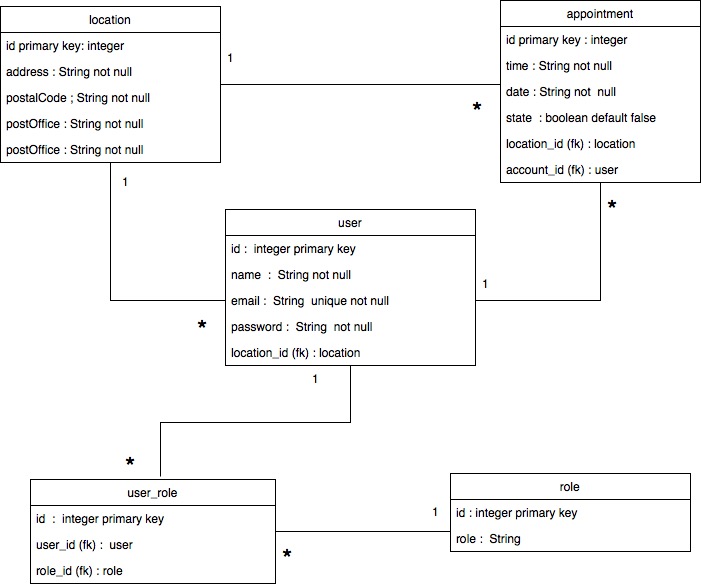 location
id primary key: integer
address : String not null
postalCode ; String not null
postOffice : String not null
postOffice : String not null
appointment
id primary key : integer
time : String not null
date : String not  null
state  : boolean default false
location_id (fk) : location
account_id (fk) : user
1
*
1
*
user
id :  integer primary key
name  :  String not null
email :  String  unique not null
password :  String  not null
location_id (fk) : location
1
*
1
*
user_role
id  :  integer primary key
user_id (fk) :  user
role_id (fk) : role
1
*
role
id : integer primary key
role :  String